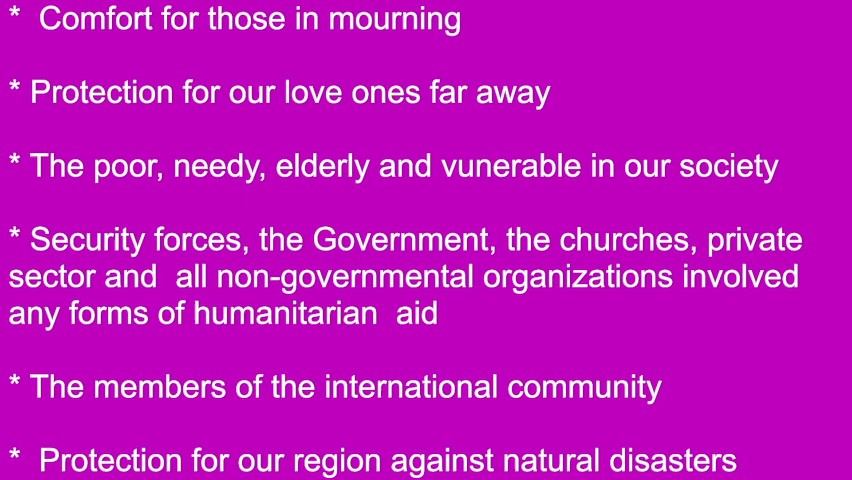 * Comfort for those in mourning
* Protection for our love ones far away
* The poor, needy, elderly and vunerable in our society
* Security forces, the Government, the churches, private
sector and all non-governmental organizations involved
any forms of humanitarian aid
* The members of the international community
* Protection for our region against natural disasters